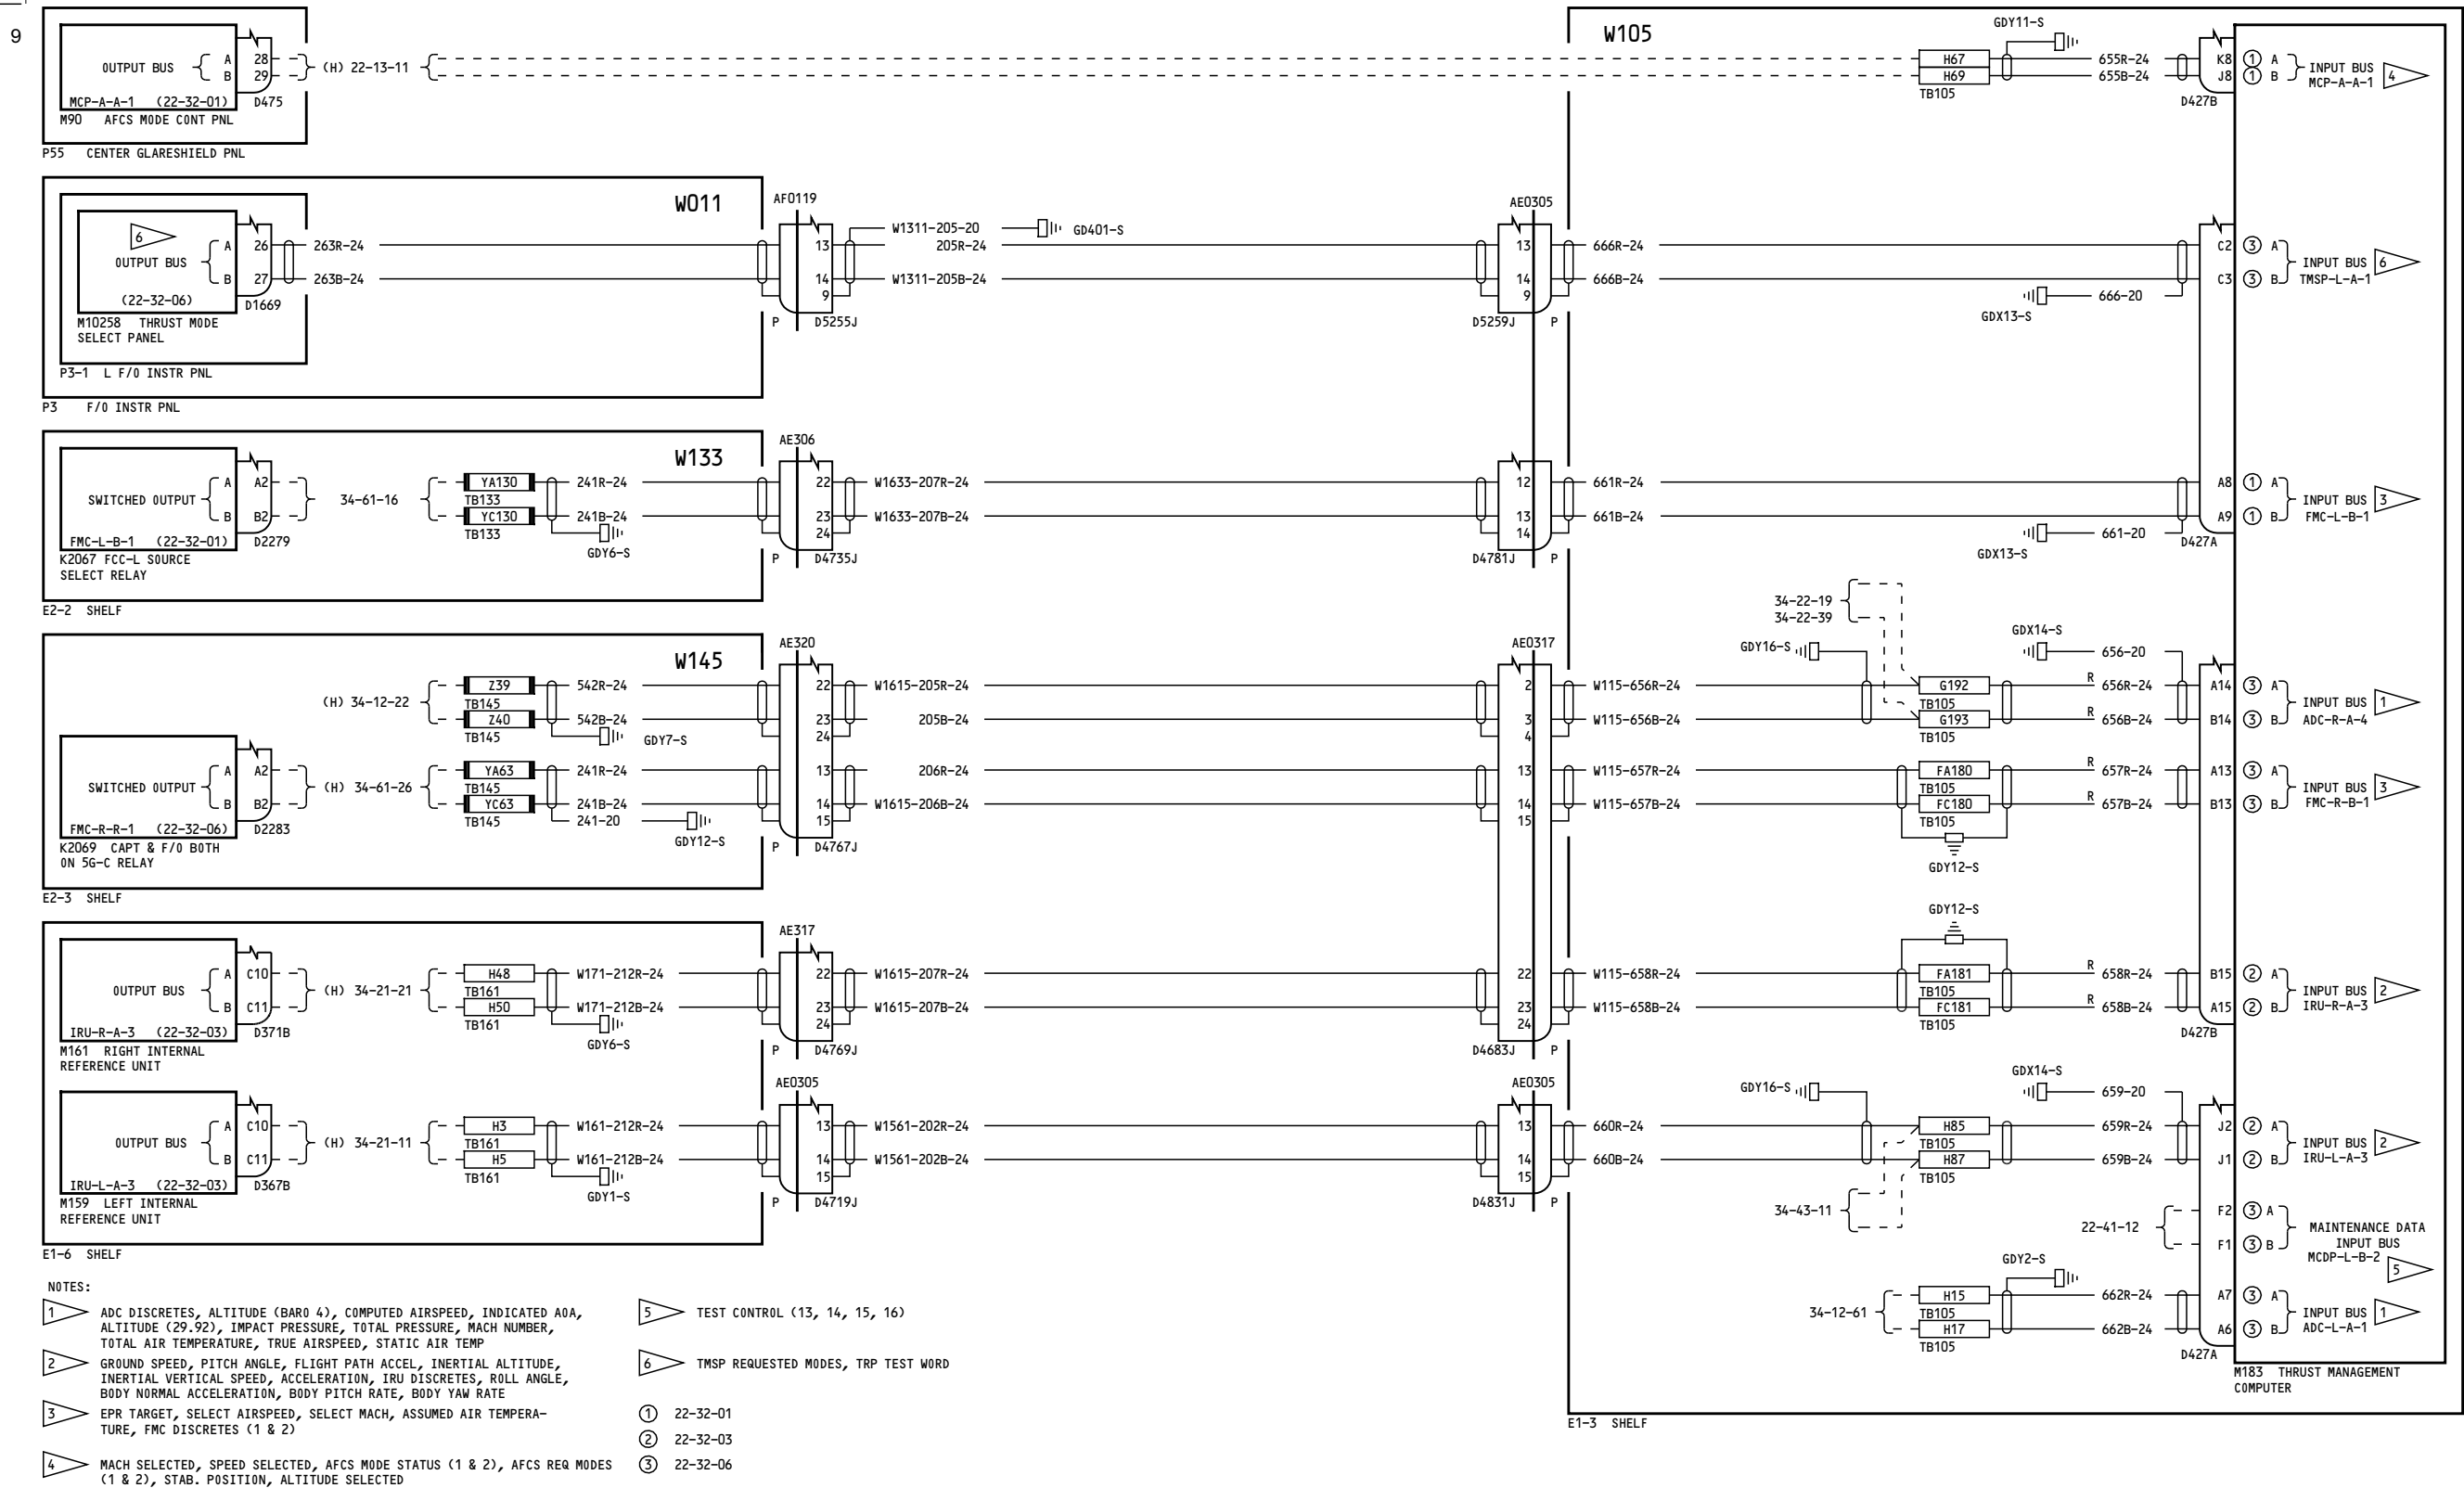 9
W105
GDY11-S
OUTPUT BUS
A 28
B 29
(H) 22-13-11
H67
H69
TB105
655R-24
655B-24
K8 1 A
J8 1 B
INPUT BUS 4
MCP-A-A-1
MCP-A-A-1 (22-32-01)
D475
D427B
M90 AFCS MODE CONT PNL
P55 CENTER GLARESHIELD PNL
W011
AF0119
AE0305
6
OUTPUT BUS
A 26
B 27
263R-24
263B-24
13
14
9
W1311-205-20
GD401-S
205R-24
W1311-205B-24
13
14
9
666R-24
666B-24
666-20
GDX13-S
C2 3 A
C3 3 B
INPUT BUS 6
TMSP-L-A-1
(22-32-06)
D1669
P D5255J
D5259J P
M10258 THRUST MODE
SELECT PANEL
P3-1 L F/O INSTR PNL
P3 F/O INSTR PNL
W133
AE306
SWITCHED OUTPUT
A A2
B B2
34-61-16
YA130
TB133
YC130
TB133
241R-24
241B-24
GDY6-S
22
23
24
W1633-207R-24
W1633-207B-24
12
13
14
661R-24
661B-24
661-20
GDX13-S
A8 1 A
A9 1 B
INPUT BUS 3
FMC-L-B-1
D427A
FMC-L-B-1 (22-32-01)
D2279
P D4735J
D4781J P
K2067 FCC-L SOURCE
SELECT RELAY
E2-2 SHELF
34-22-19
34-22-39
W145
AE320
AE0317
GDY16-S
GDX14-S
656-20
(H) 34-12-22
Z39
TB145
Z40
TB145
542R-24
542B-24
GDY7-S
22
23
24
W1615-205R-24
205B-24
2
3
4
W115-656R-24
W115-656B-24
G192
TB105
G193
TB105
R 656R-24
R 656B-24
A14 3 A
B14 3 B
INPUT BUS 1
ADC-R-A-4
SWITCHED OUTPUT
A A2
B B2
(H) 34-61-26
YA63
TB145
YC63
TB145
241R-24
241B-24
241-20
GDY12-S
13
14
15
206R-24
W1615-206B-24
13
14
15
W115-657R-24
W115-657B-24
FA180
TB105
FC180
TB105
GDY12-S
R 657R-24
R 657B-24
A13 3 A
B13 3 B
INPUT BUS 3
FMC-R-B-1
FMC-R-R-1 (22-32-06)
D2283
P D4767J
K2069 CAPT & F/O BOTH
ON 5G-C RELAY
E2-3 SHELF
AE317
GDY12-S
OUTPUT BUS
A C10
B C11
(H) 34-21-21
H48
TB161
H50
TB161
W171-212R-24
W171-212B-24
GDY6-S
22
23
24
W1615-207R-24
W1615-207B-24
22
23
24
W115-658R-24
W115-658B-24
FA181
TB105
FC181
TB105
R 658R-24
R 658B-24
B15 2 A
A15 2 B
INPUT BUS 2
IRU-R-A-3
D427B
IRU-R-A-3 (22-32-03)
D371B
P D4769J
D4683J P
M161 RIGHT INTERNAL
REFERENCE UNIT
AE0305
AE0305
GDY16-S
GDX14-S
659-20
OUTPUT BUS
A C10
B C11
(H) 34-21-11
H3
TB161
H5
TB161
W161-212R-24
W161-212B-24
GDY1-S
13
14
15
W1561-202R-24
W1561-202B-24
13
14
15
660R-24
660B-24
H85
TB105
H87
TB105
659R-24
659B-24
J2 2 A
J1 2 B
INPUT BUS 2
IRU-L-A-3
IRU-L-A-3 (22-32-03)
D367B
P D4719J
D4831J P
M159 LEFT INTERNAL
REFERENCE UNIT
E1-6 SHELF
34-43-11
22-41-12
F2 3 A
F1 3 B
MAINTENANCE DATA
INPUT BUS
MCDP-L-B-2
5
GDY2-S
34-12-61
H15
TB105
H17
TB105
662R-24
662B-24
A7 3 A
A6 3 B
INPUT BUS 1
ADC-L-A-1
D427A
M183 THRUST MANAGEMENT
COMPUTER
E1-3 SHELF
NOTES:
1 ADC DISCRETES, ALTITUDE (BARO 4), COMPUTED AIRSPEED, INDICATED AOA,
ALTITUDE (29.92), IMPACT PRESSURE, TOTAL PRESSURE, MACH NUMBER,
TOTAL AIR TEMPERATURE, TRUE AIRSPEED, STATIC AIR TEMP
2 GROUND SPEED, PITCH ANGLE, FLIGHT PATH ACCEL, INERTIAL ALTITUDE,
INERTIAL VERTICAL SPEED, ACCELERATION, IRU DISCRETES, ROLL ANGLE,
BODY NORMAL ACCELERATION, BODY PITCH RATE, BODY YAW RATE
3 EPR TARGET, SELECT AIRSPEED, SELECT MACH, ASSUMED AIR TEMPERA-
TURE, FMC DISCRETES (1 & 2)
4 MACH SELECTED, SPEED SELECTED, AFCS MODE STATUS (1 & 2), AFCS REQ MODES
(1 & 2), STAB. POSITION, ALTITUDE SELECTED
5 TEST CONTROL (13, 14, 15, 16)
6 TMSP REQUESTED MODES, TRP TEST WORD
1 22-32-01
2 22-32-03
3 22-32-06